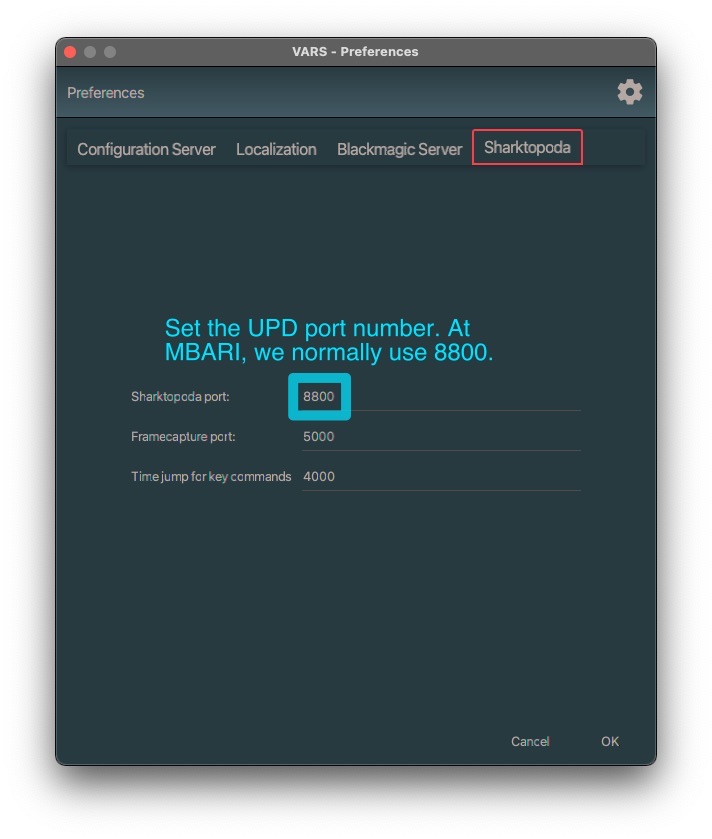 VARS - Preferences
Preferences
Configuration Server Localization Blackmagic Server Sharktopoda
Set the UPD port number. At
MBARI, we normally use 8800.
Sharktopoda port: 8800
Framecapture port: 5000
Time jump for key commands 4000
Cancel OK